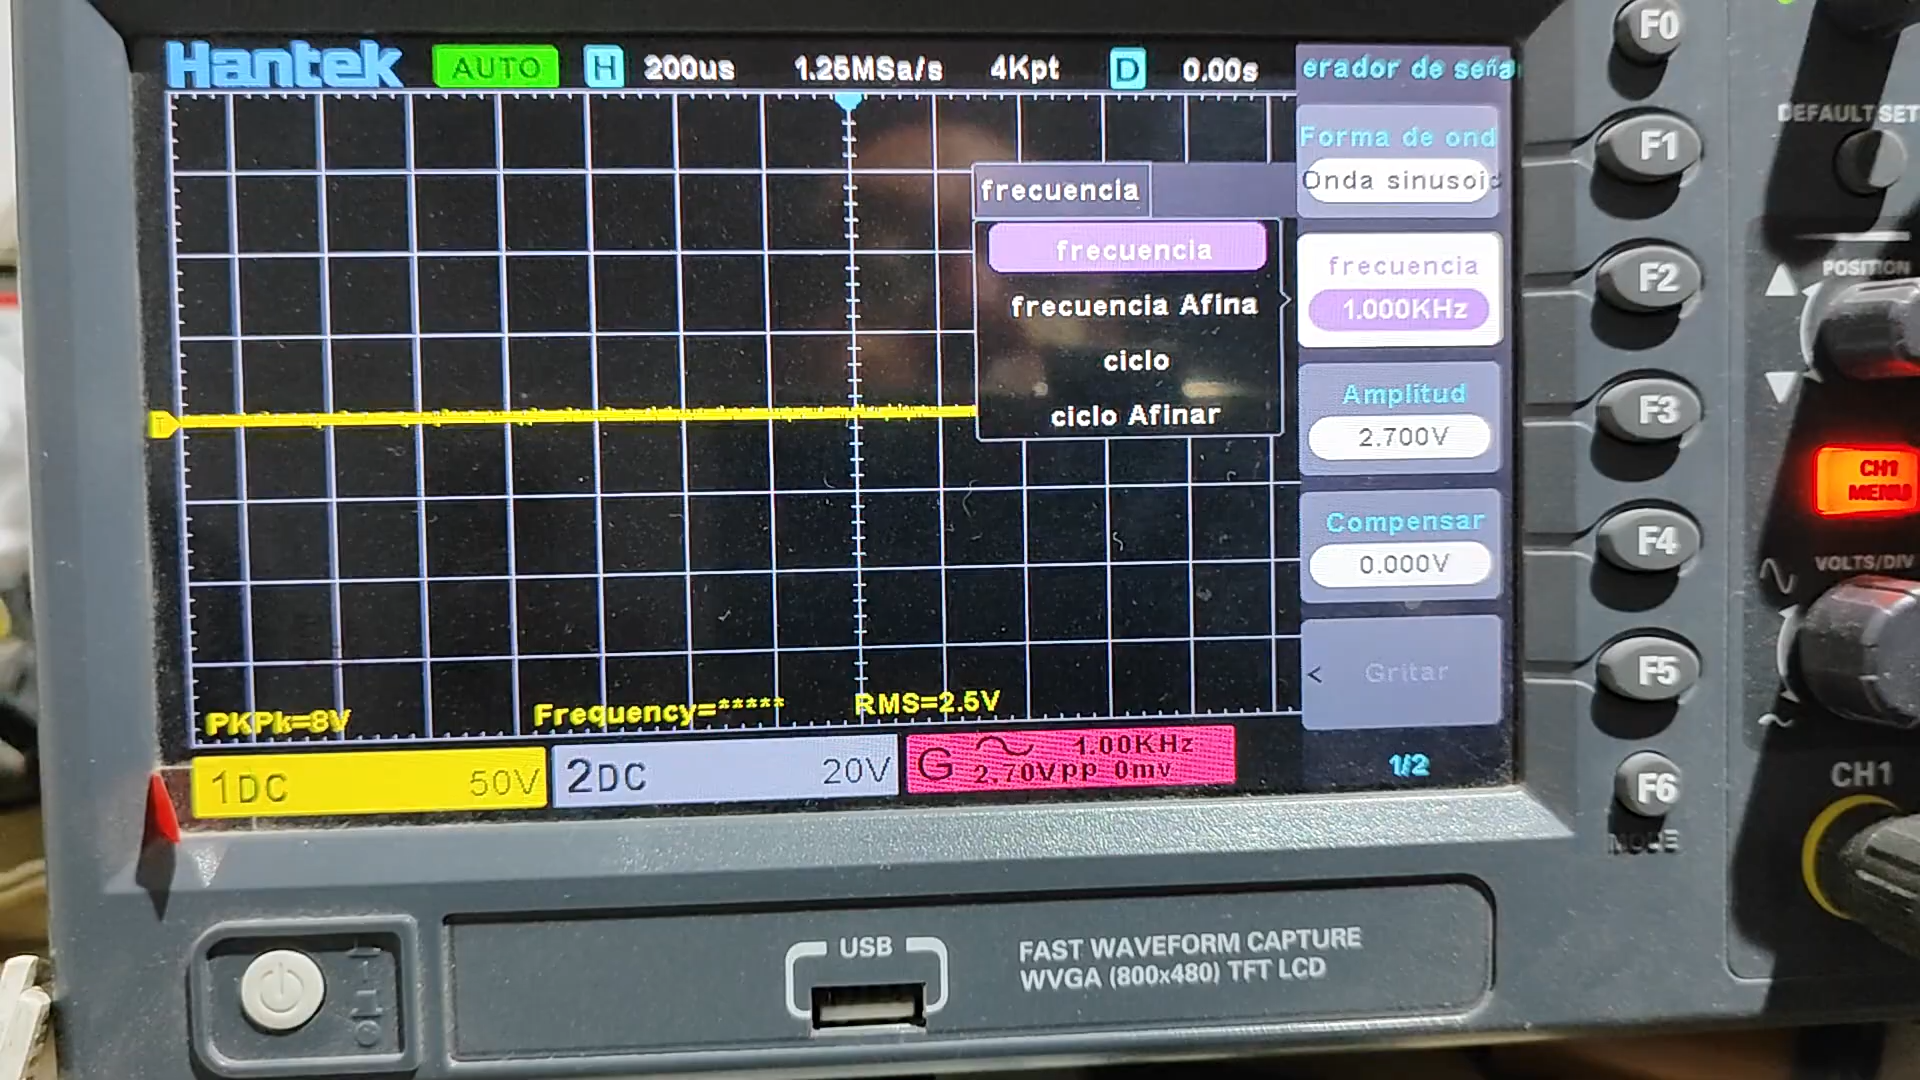 Hantek AUTO H 200us 1.25MSa/s 4Kpt D 0.00s
erador de seña
Forma de ond
Onda sinusoid
frecuencia
1.000KHz
Amplitud
2.700V
Compensar
0.000V
< Gritar
1/2
frecuencia
frecuencia
frecuencia Afina
ciclo
ciclo Afinar
T
PKPk=8V Frequency=***** RMS=2.5V
1DC 50V 2DC 20V
G 1.00KHz
2.70Vpp 0mv
F0
F1
F2
F3
F4
F5
F6
MODE
DEFAULT SET
POSITION
CH1
MENU
VOLTS/DIV
CH1
USB
FAST WAVEFORM CAPTURE
WVGA (800x480) TFT LCD